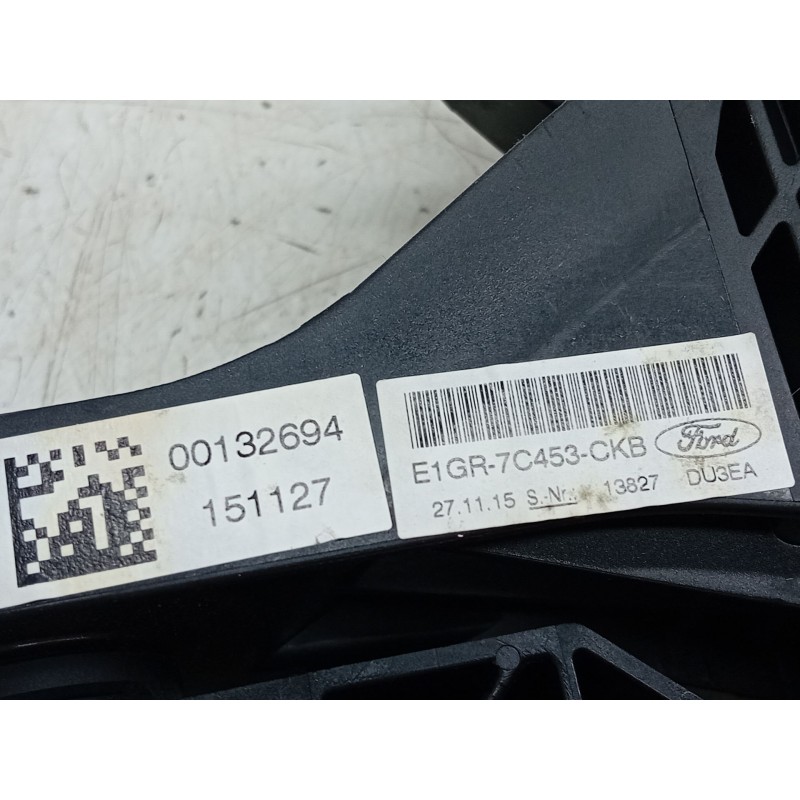 00132694
151127
E1GR-7C453-CKB Ford
27.11.15 S.-Nr.: 13827 DU3EA